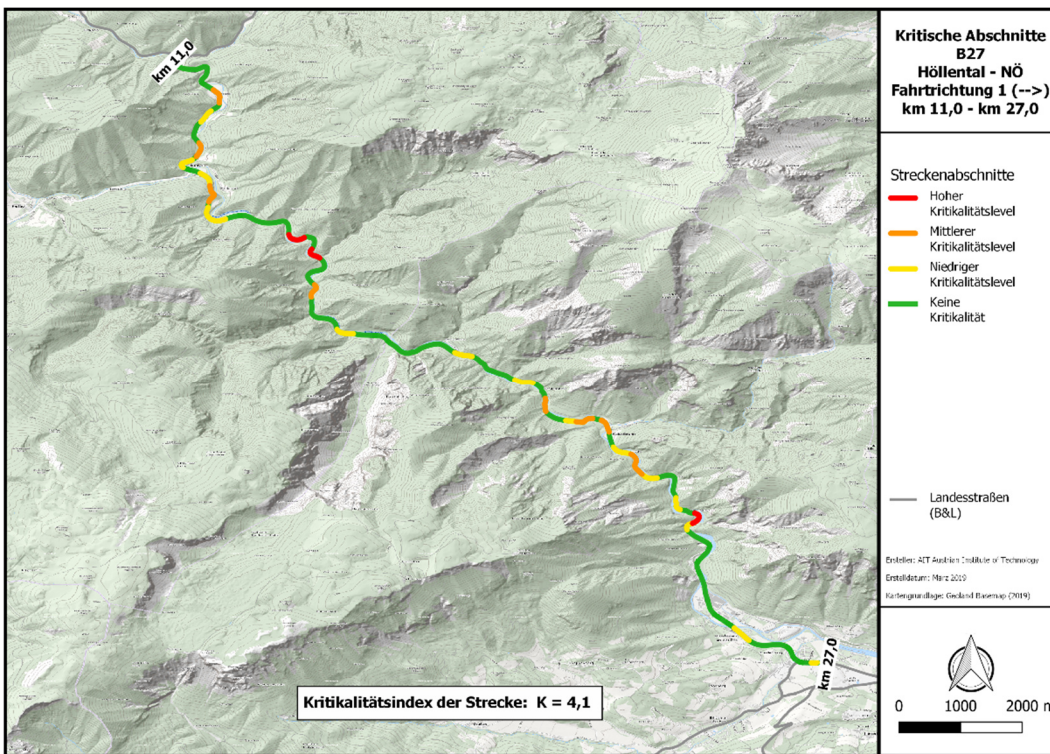 km 11,0
km 27,0
Kritikalitätsindex der Strecke: K = 4,1
Kritische Abschnitte
B27
Höllental - NÖ
Fahrtrichtung 1 (-->)
km 11,0 - km 27,0
Streckenabschnitte
Hoher
Kritikalitätslevel
Mittlerer
Kritikalitätslevel
Niedriger
Kritikalitätslevel
Keine
Kritikalität
Landesstraßen
(B&L)
Ersteller: AIT Austrian Institute of Technology
Erstelldatum: März 2019
Kartengrundlage: Geoland Basemap (2019)
0 1000 2000 m